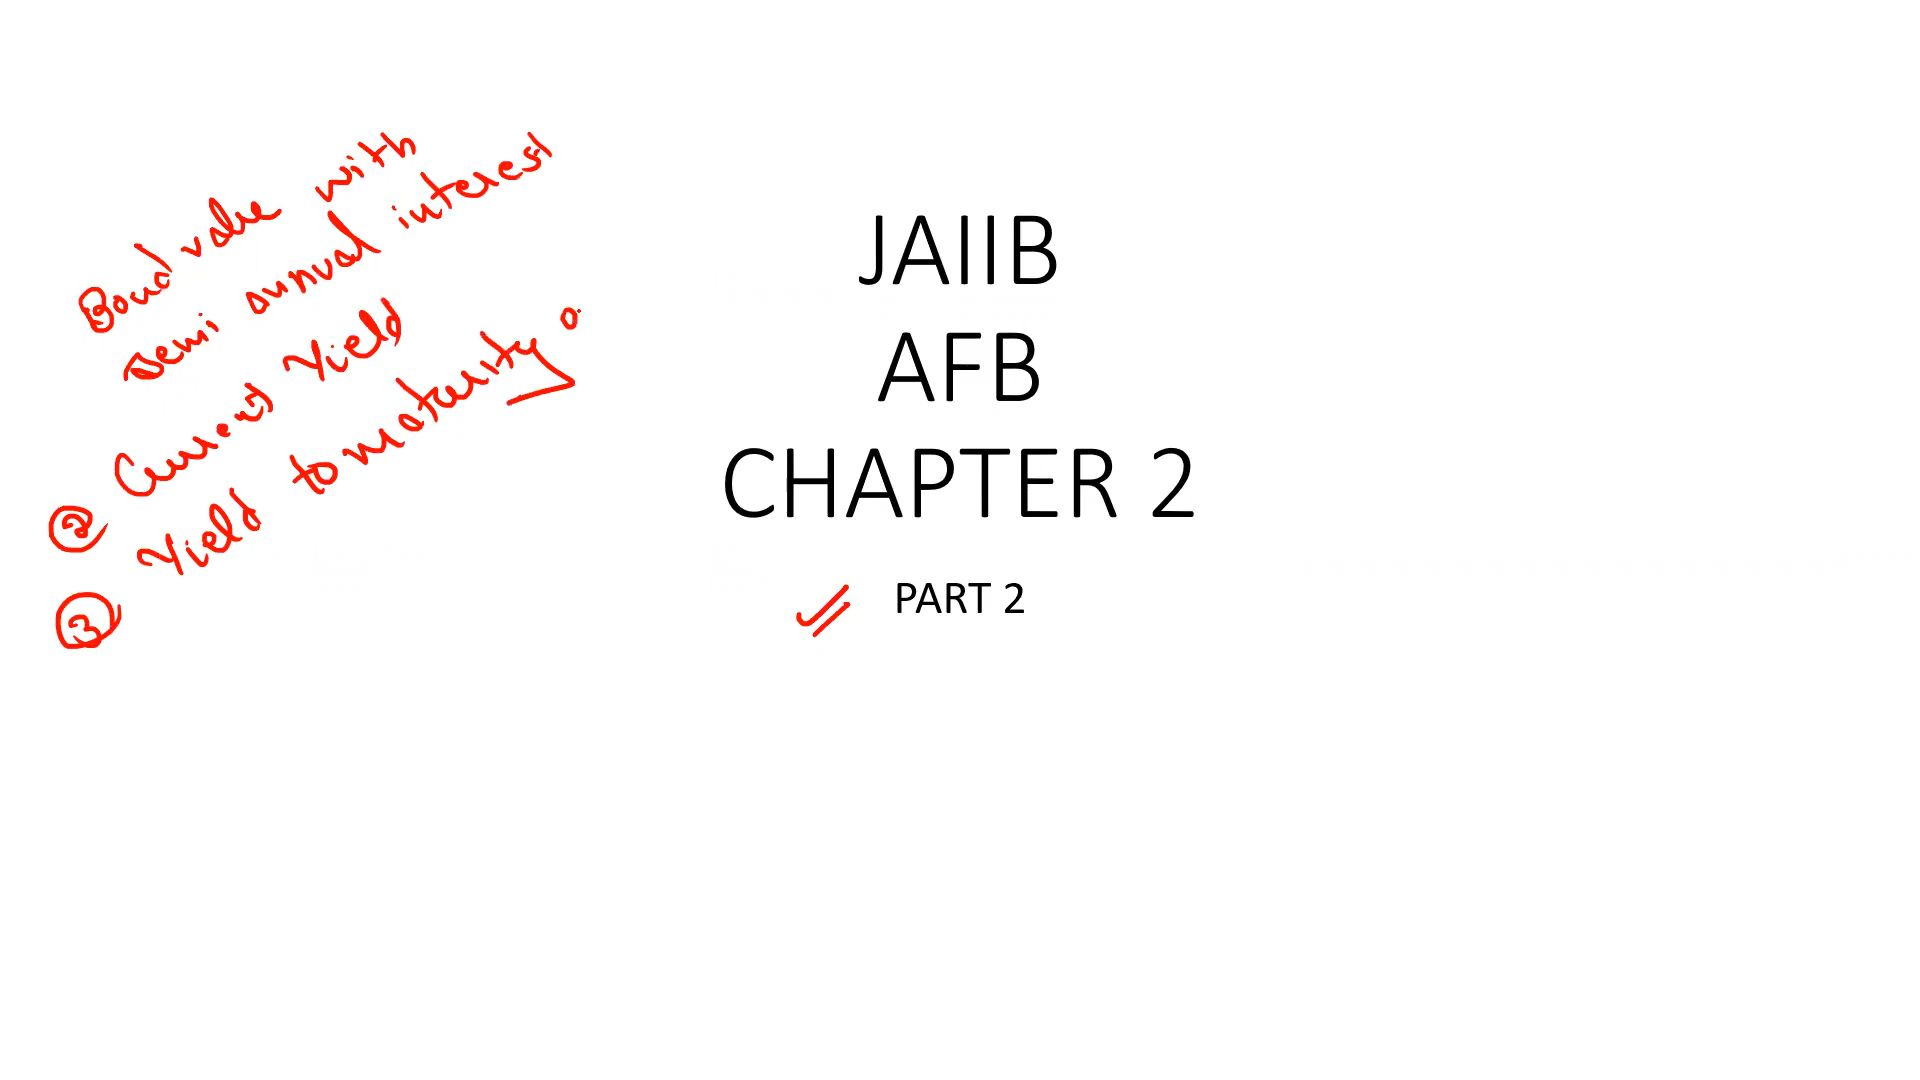 Bond value with
semi annual interest
② Current Yield
③ Yield to maturity
JAIIB
AFB
CHAPTER 2
PART 2